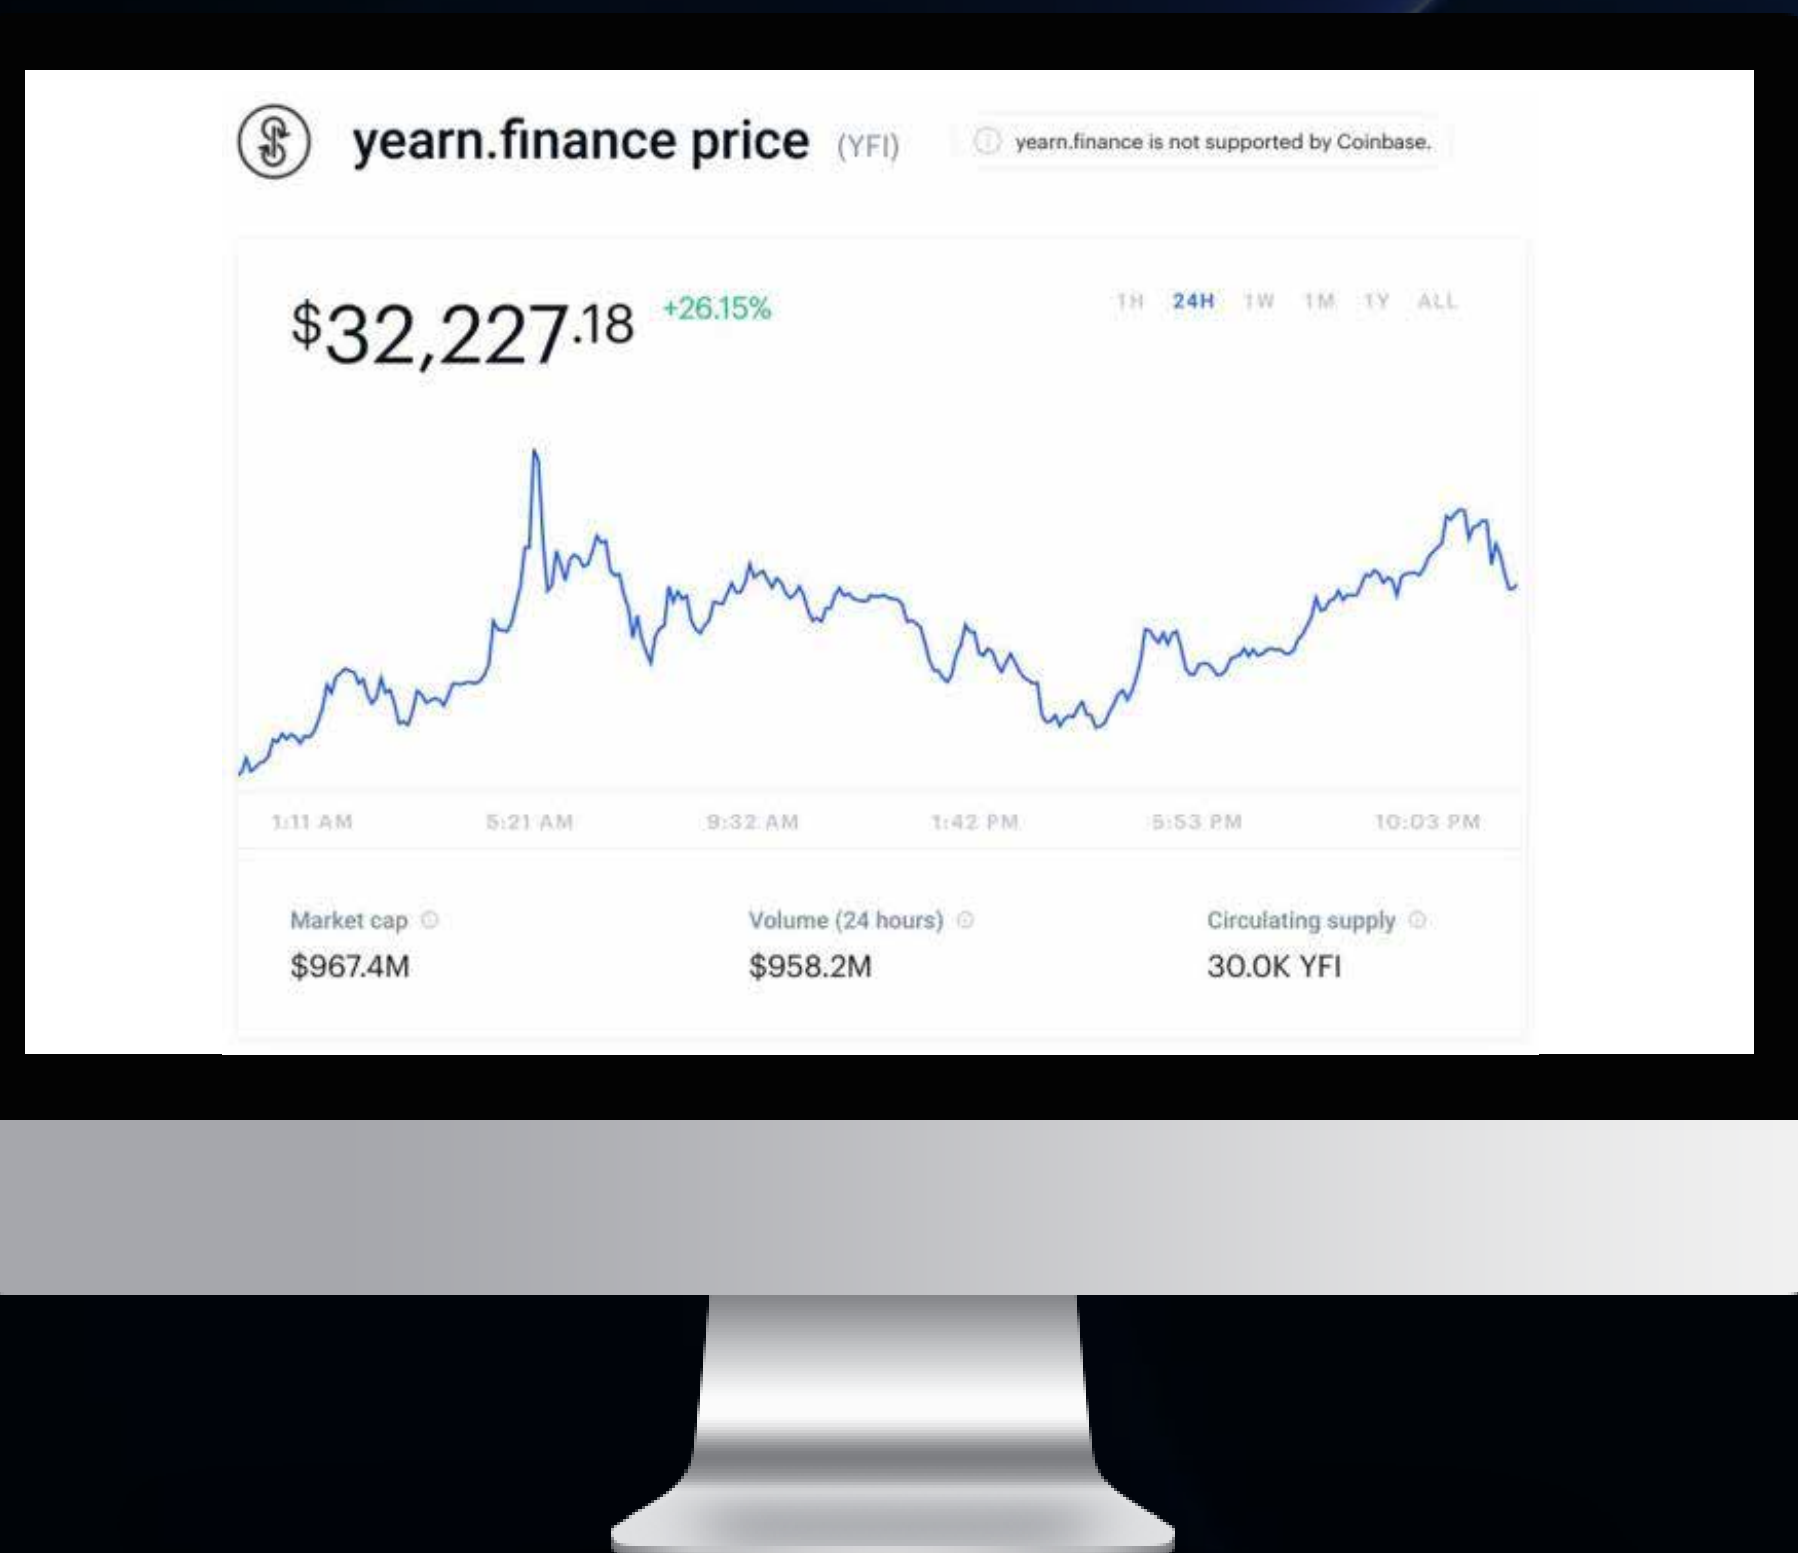 yearn.finance price (YFI)
yearn.finance is not supported by Coinbase.
$32,227.18 +26.15%
1H 24H 1W 1M 1Y ALL
1:11 AM 5:21 AM 9:32 AM 1:42 PM 5:53 PM 10:03 PM
Market cap Volume (24 hours) Circulating supply
$967.4M $958.2M 30.0K YFI